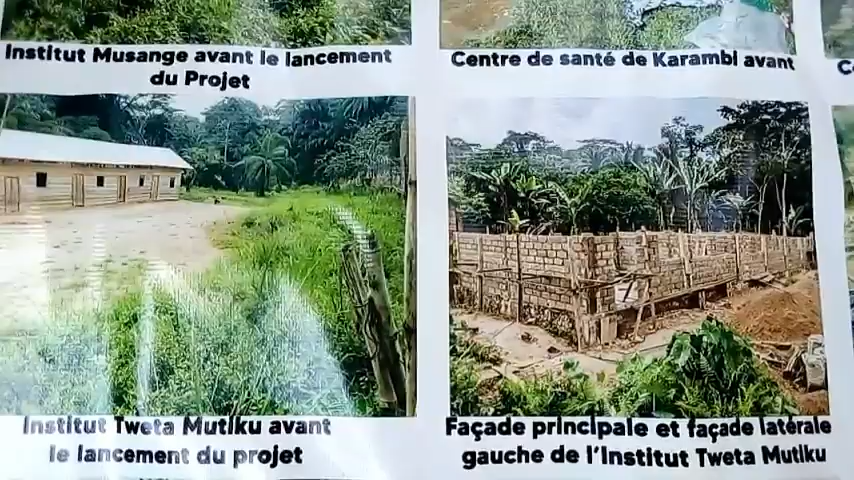 Institut Musange avant le lancement
du Projet
Centre de santé de Karambi avant
Institut Tweta Mutiku avant
le lancement du projet
Façade principale et façade latérale
gauche de l'Institut Tweta Mutiku